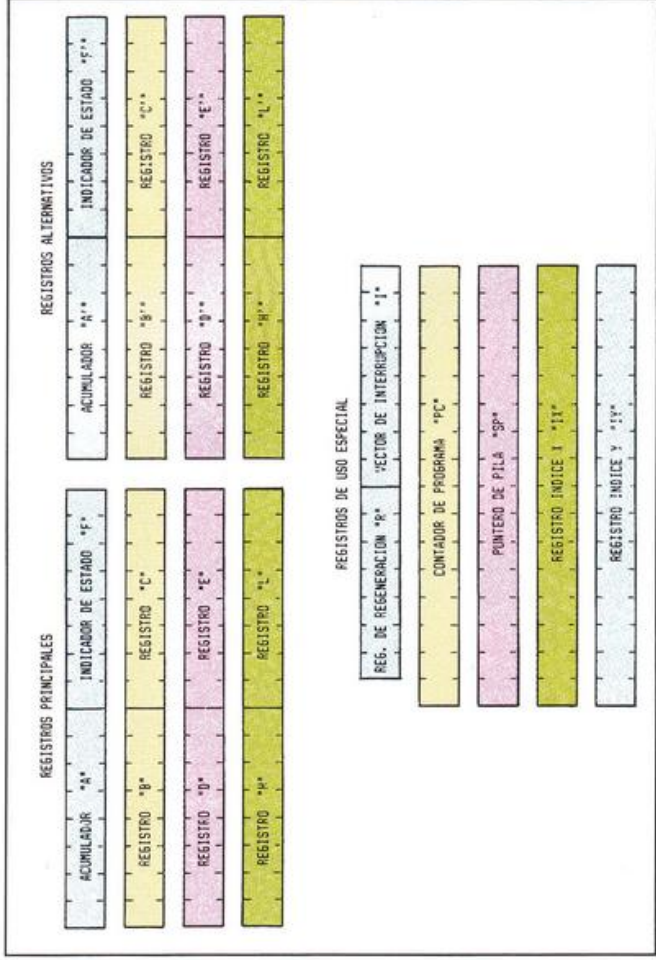 REGISTROS PRINCIPALES
ACUMULADJR "A" INDICADOR DE ESTADO "F"
REGISTRO "B" REGISTRO "C"
REGISTRO "D" REGISTRO "E"
REGISTRO "H" REGISTRO "L"
REGISTROS ALTERNATIVOS
ACUMULADOR "A'" INDICADOR DE ESTADO "F'"
REGISTRO "B'" REGISTRO "C'"
REGISTRO "D'" REGISTRO "E'"
REGISTRO "H'" REGISTRO "L'"
REGISTROS DE USO ESPECIAL
REG. DE REGENERACION "R" VECTOR DE INTERRUPCION "I"
CONTADOR DE PROGRAMA "PC"
PUNTERO DE PILA "SP"
REGISTRO INDICE X "IX"
REGISTRO INDICE Y "IY"